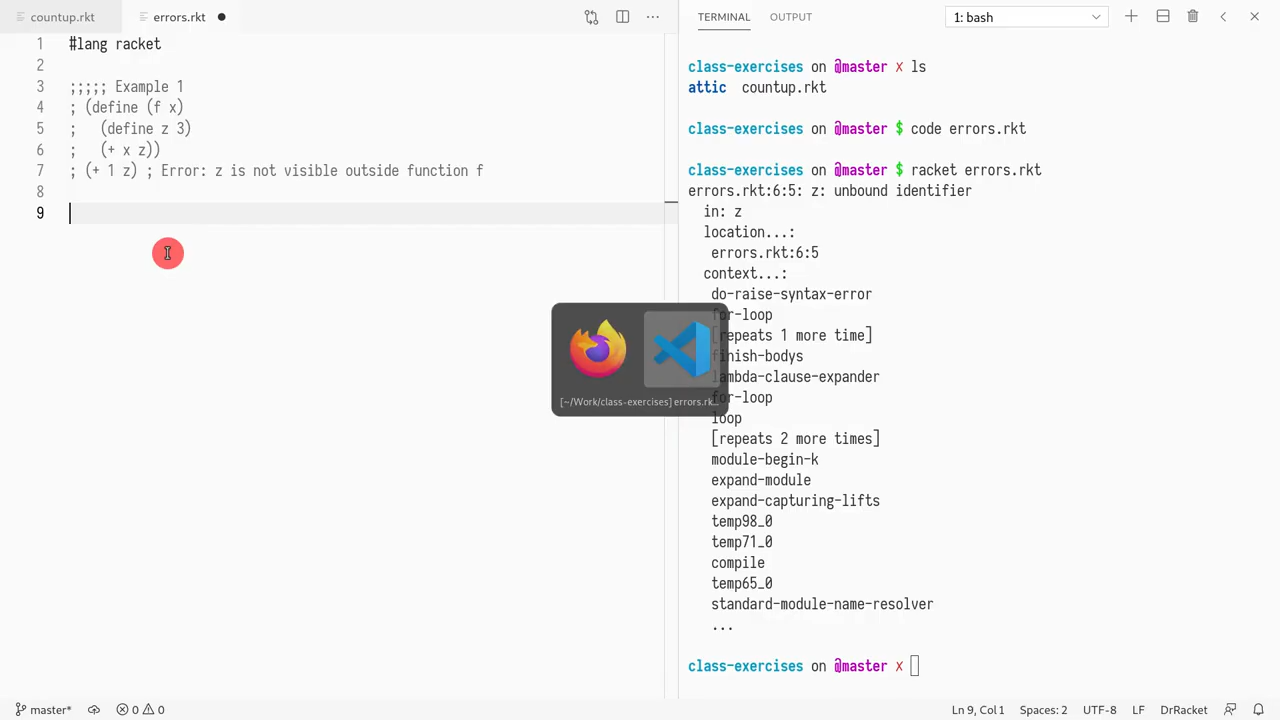 countup.rkt
errors.rkt
1 #lang racket
2
3 ;;;;; Example 1
4 ; (define (f x)
5 ;   (define z 3)
6 ;   (+ x z))
7 ; (+ 1 z) ; Error: z is not visible outside function f
8
9
TERMINAL
OUTPUT
1: bash
class-exercises on @master ✗ ls
attic  countup.rkt
class-exercises on @master $ code errors.rkt
class-exercises on @master $ racket errors.rkt
errors.rkt:6:5: z: unbound identifier
in: z
location...:
errors.rkt:6:5
context...:
do-raise-syntax-error
for-loop
[repeats 1 more time]
finish-bodys
lambda-clause-expander
for-loop
loop
[repeats 2 more times]
module-begin-k
expand-module
expand-capturing-lifts
temp98_0
temp71_0
compile
temp65_0
standard-module-name-resolver
...
class-exercises on @master ✗
[~/Work/class-exercises] errors.rk...
master*
0
0
Ln 9, Col 1
Spaces: 2
UTF-8
LF
DrRacket